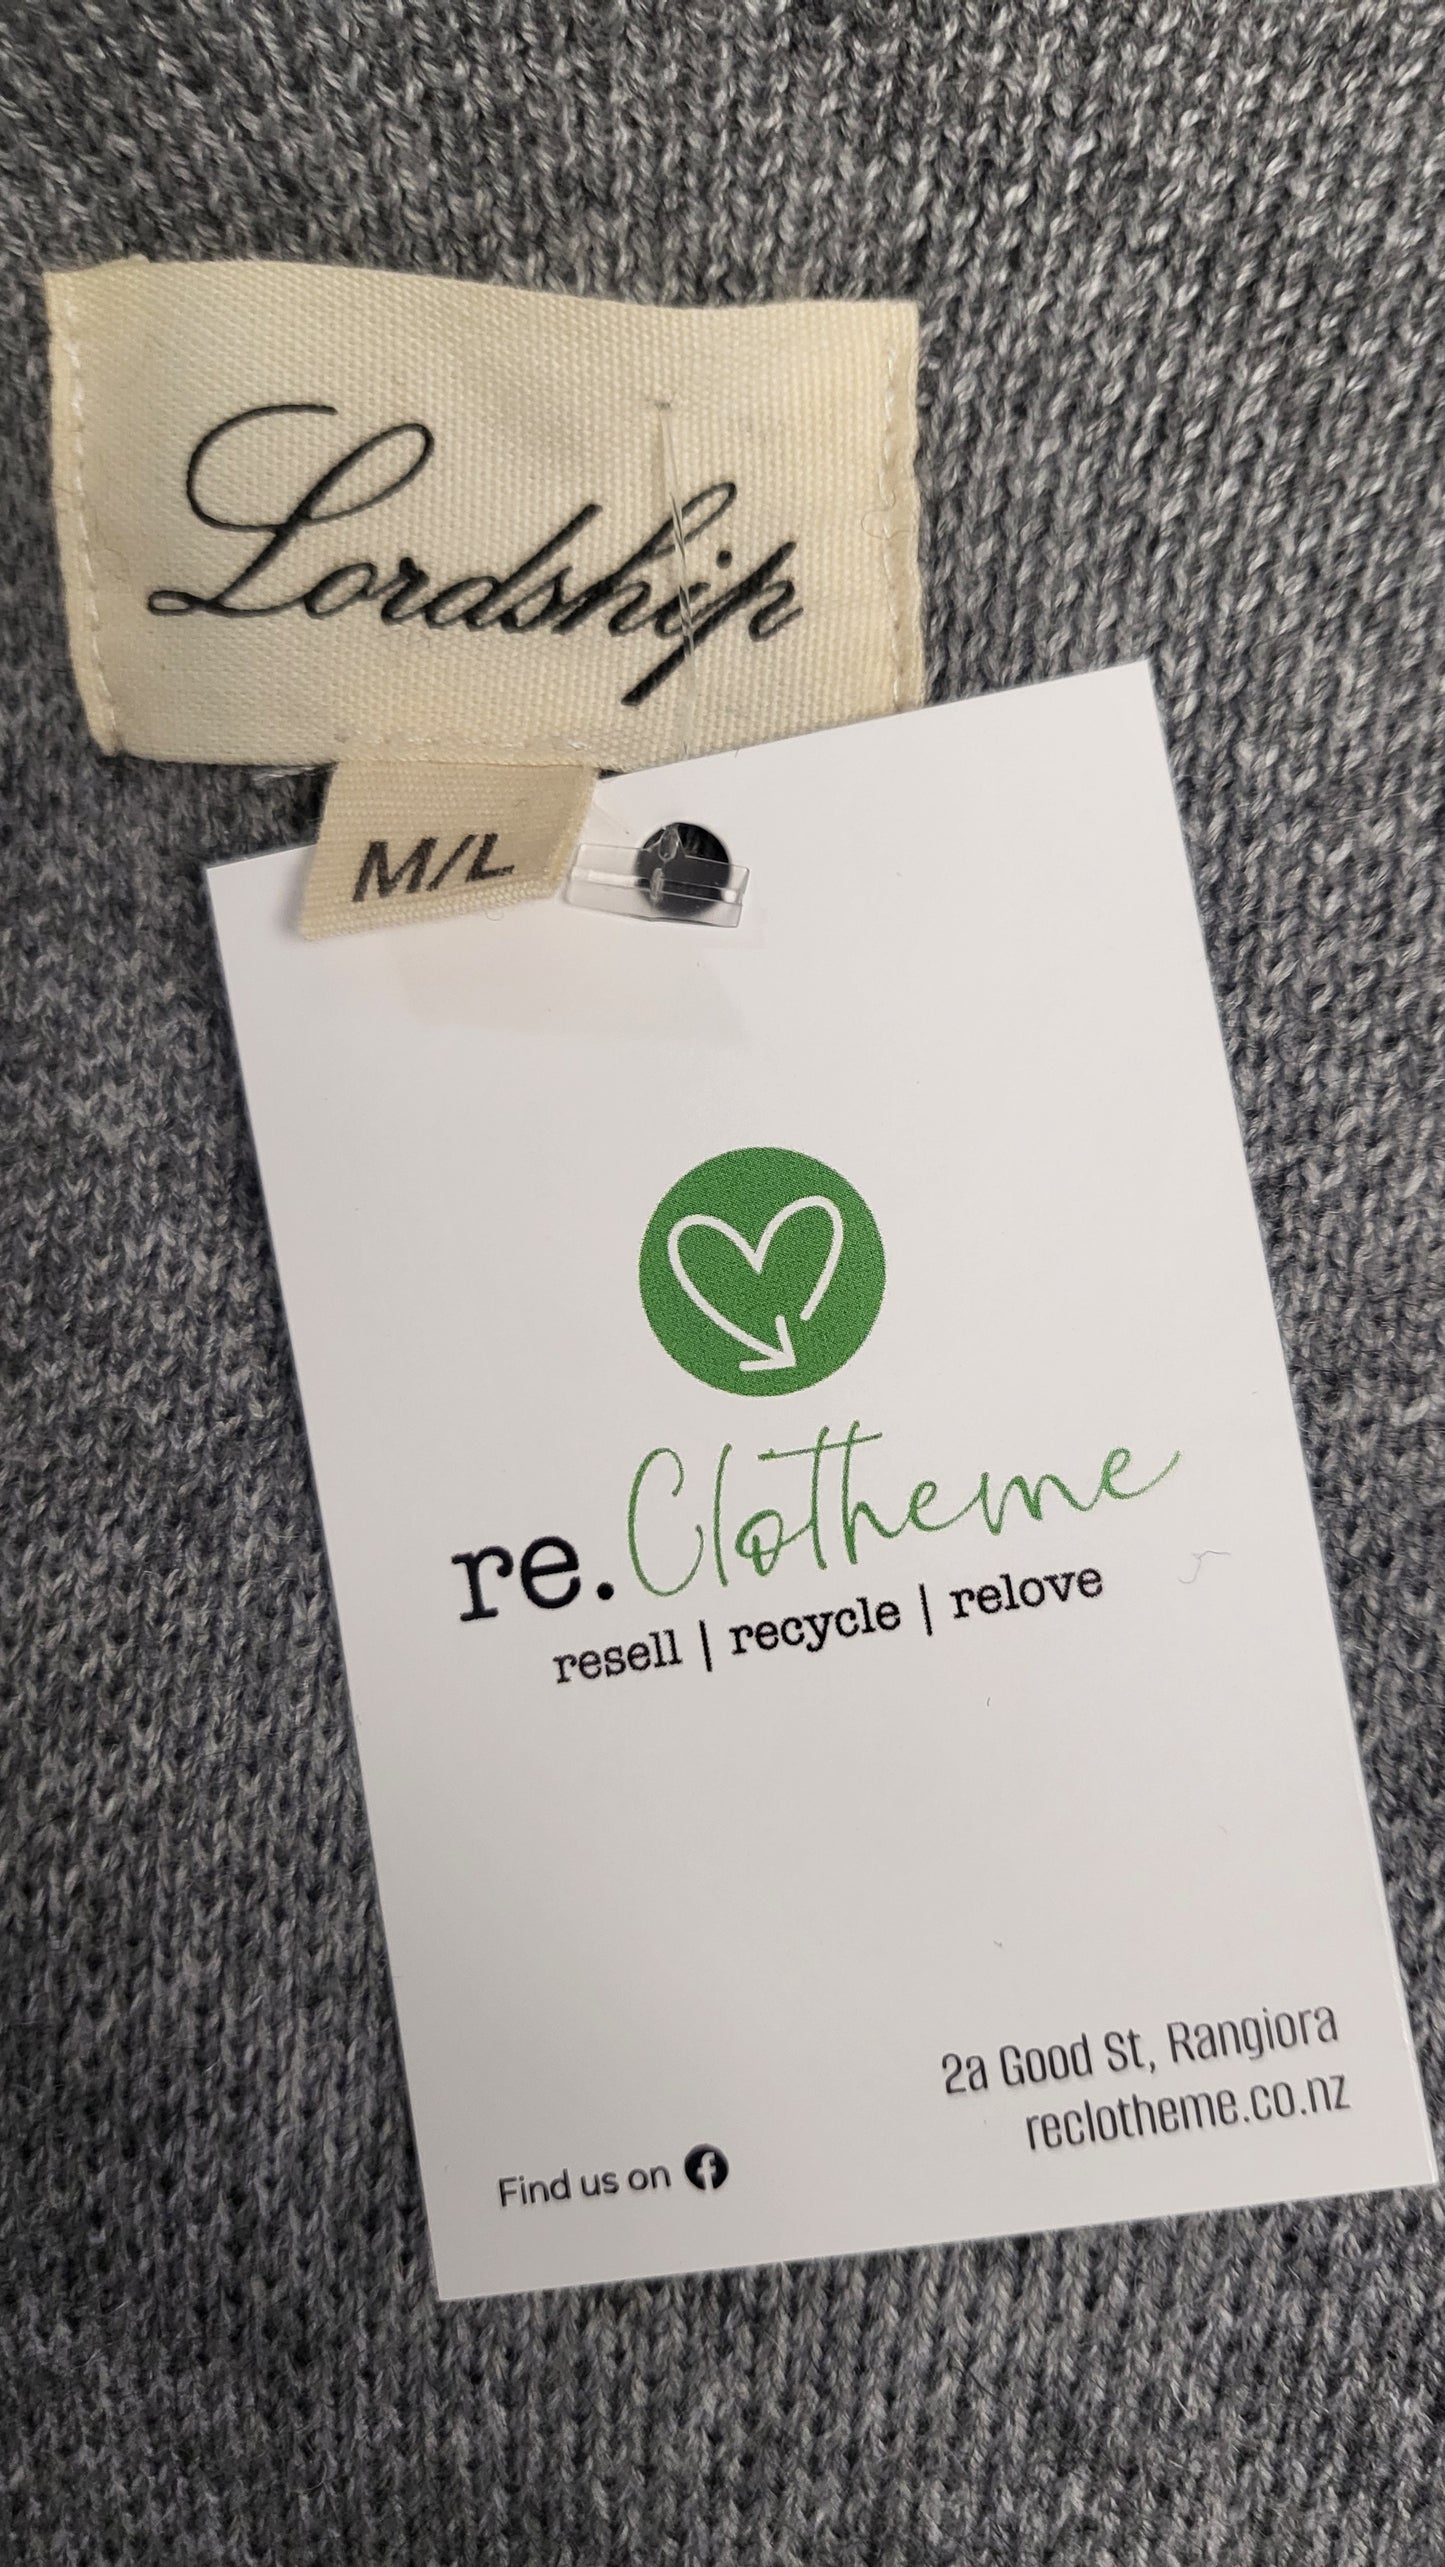 Lordship
M/L
re.Clotheme
resell | recycle | relove
2a Good St, Rangiora
reclotheme.co.nz
Find us on